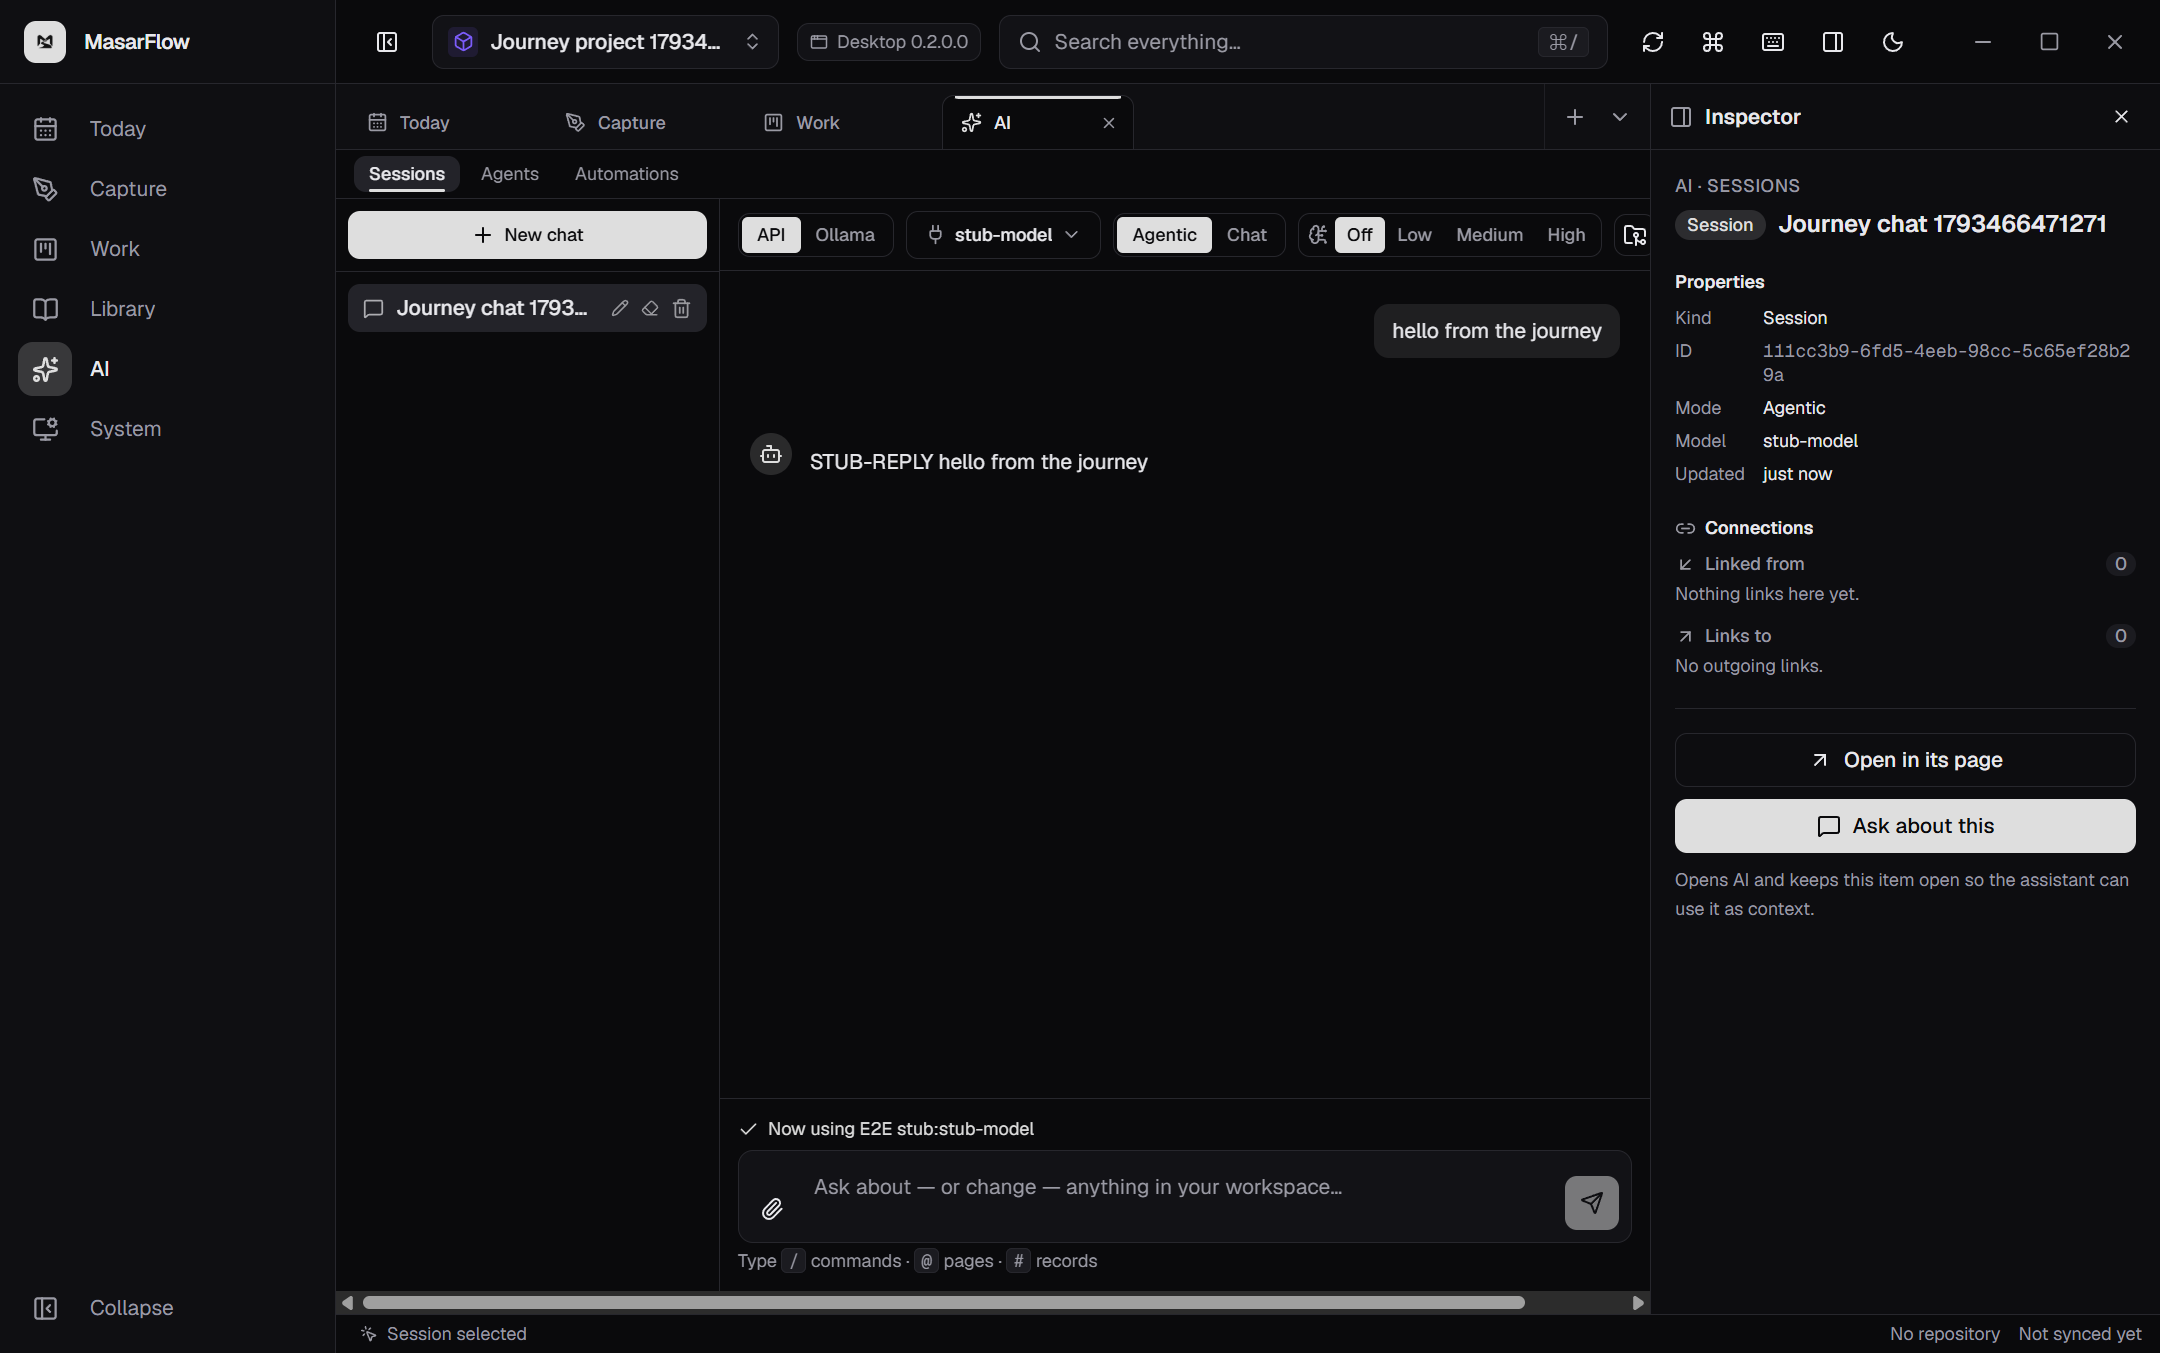 MasarFlow
Journey project 17934...
Desktop 0.2.0.0
Search everything...
⌘/
Today
Capture
Work
Library
AI
System
Collapse
Today
Capture
Work
AI
Sessions
Agents
Automations
New chat
Journey chat 1793...
API
Ollama
stub-model
Agentic
Chat
Off
Low
Medium
High
hello from the journey
STUB-REPLY hello from the journey
Now using E2E stub:stub-model
Ask about — or change — anything in your workspace...
Type / commands · @ pages · # records
Inspector
AI · SESSIONS
Session Journey chat 1793466471271
Properties
Kind Session
ID 111cc3b9-6fd5-4eeb-98cc-5c65ef28b2
9a
Mode Agentic
Model stub-model
Updated just now
Connections
Linked from 0
Nothing links here yet.
Links to 0
No outgoing links.
Open in its page
Ask about this
Opens AI and keeps this item open so the assistant can
use it as context.
Session selected
No repository
Not synced yet